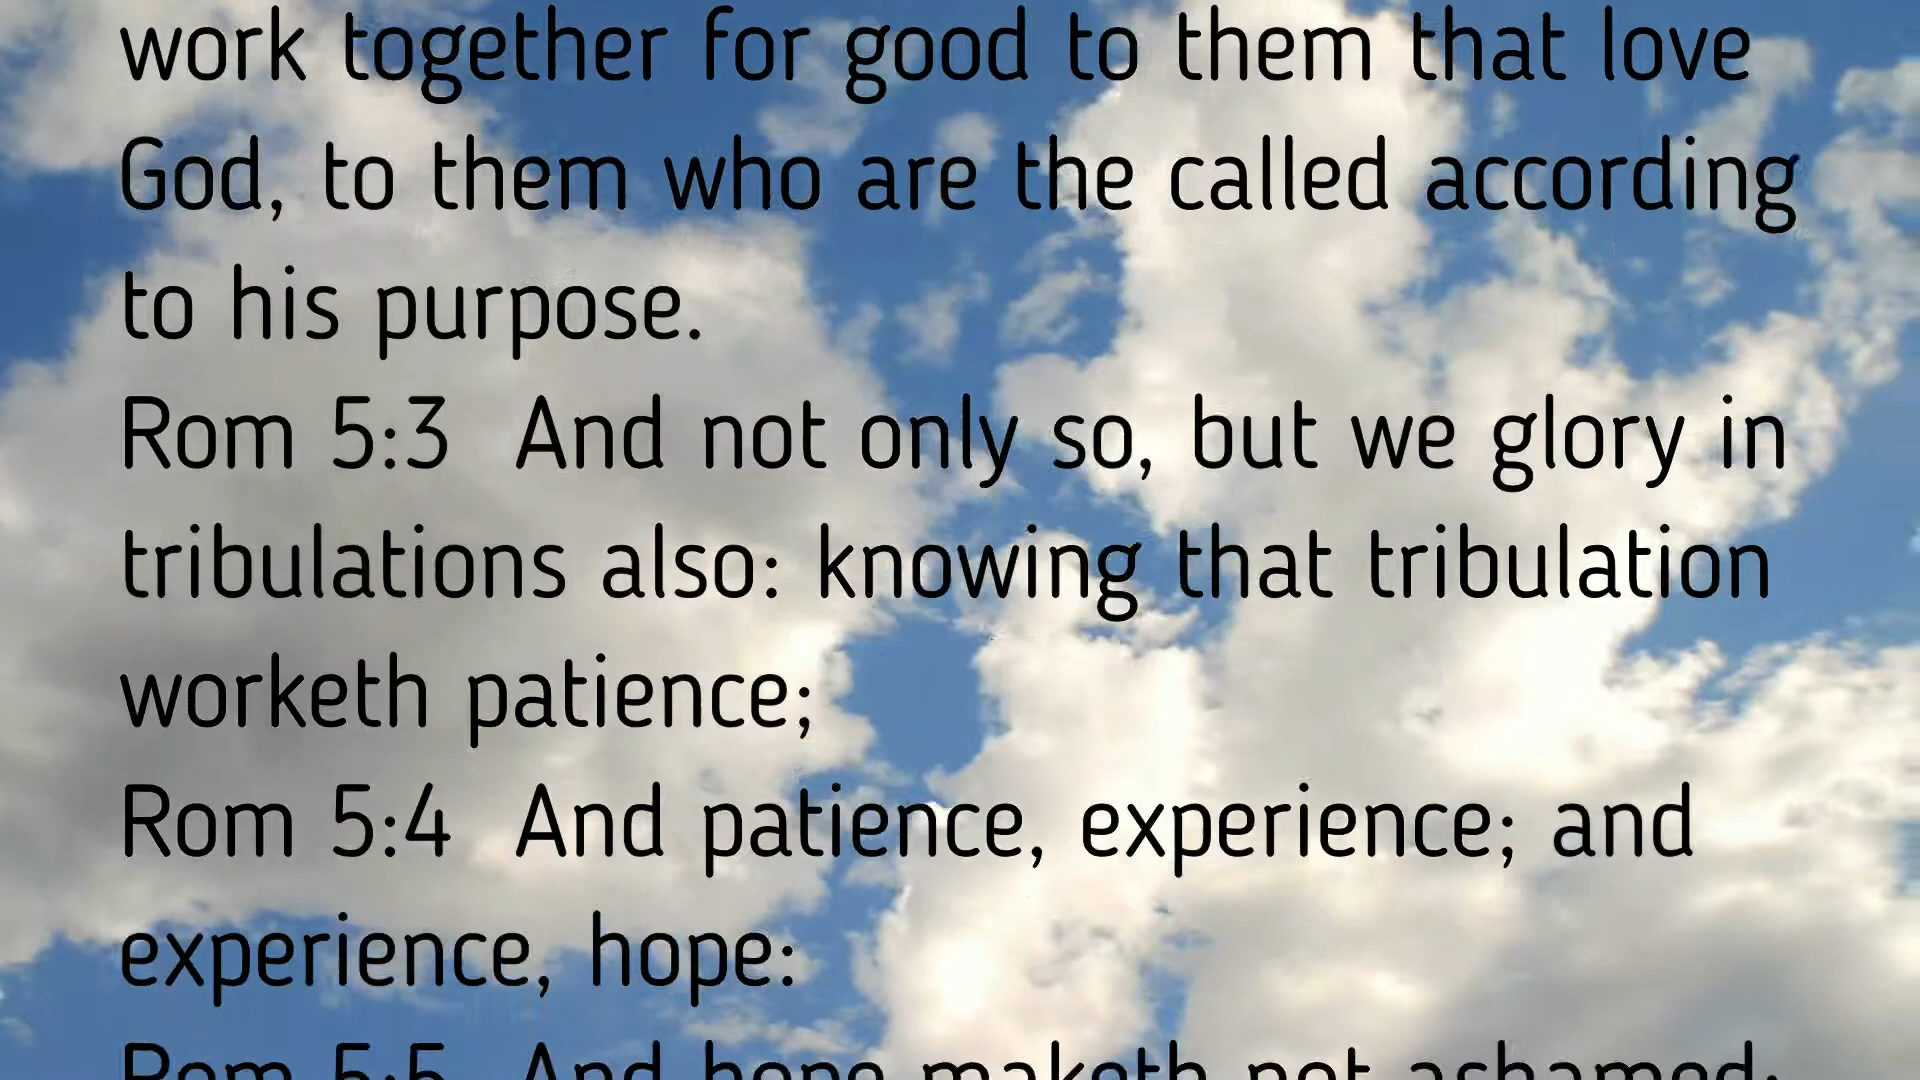 work together for good to them that love
God, to them who are the called according
to his purpose.
Rom 5:3  And not only so, but we glory in
tribulations also: knowing that tribulation
worketh patience;
Rom 5:4  And patience, experience; and
experience, hope:
Rom 5:5  And hope maketh not ashamed;